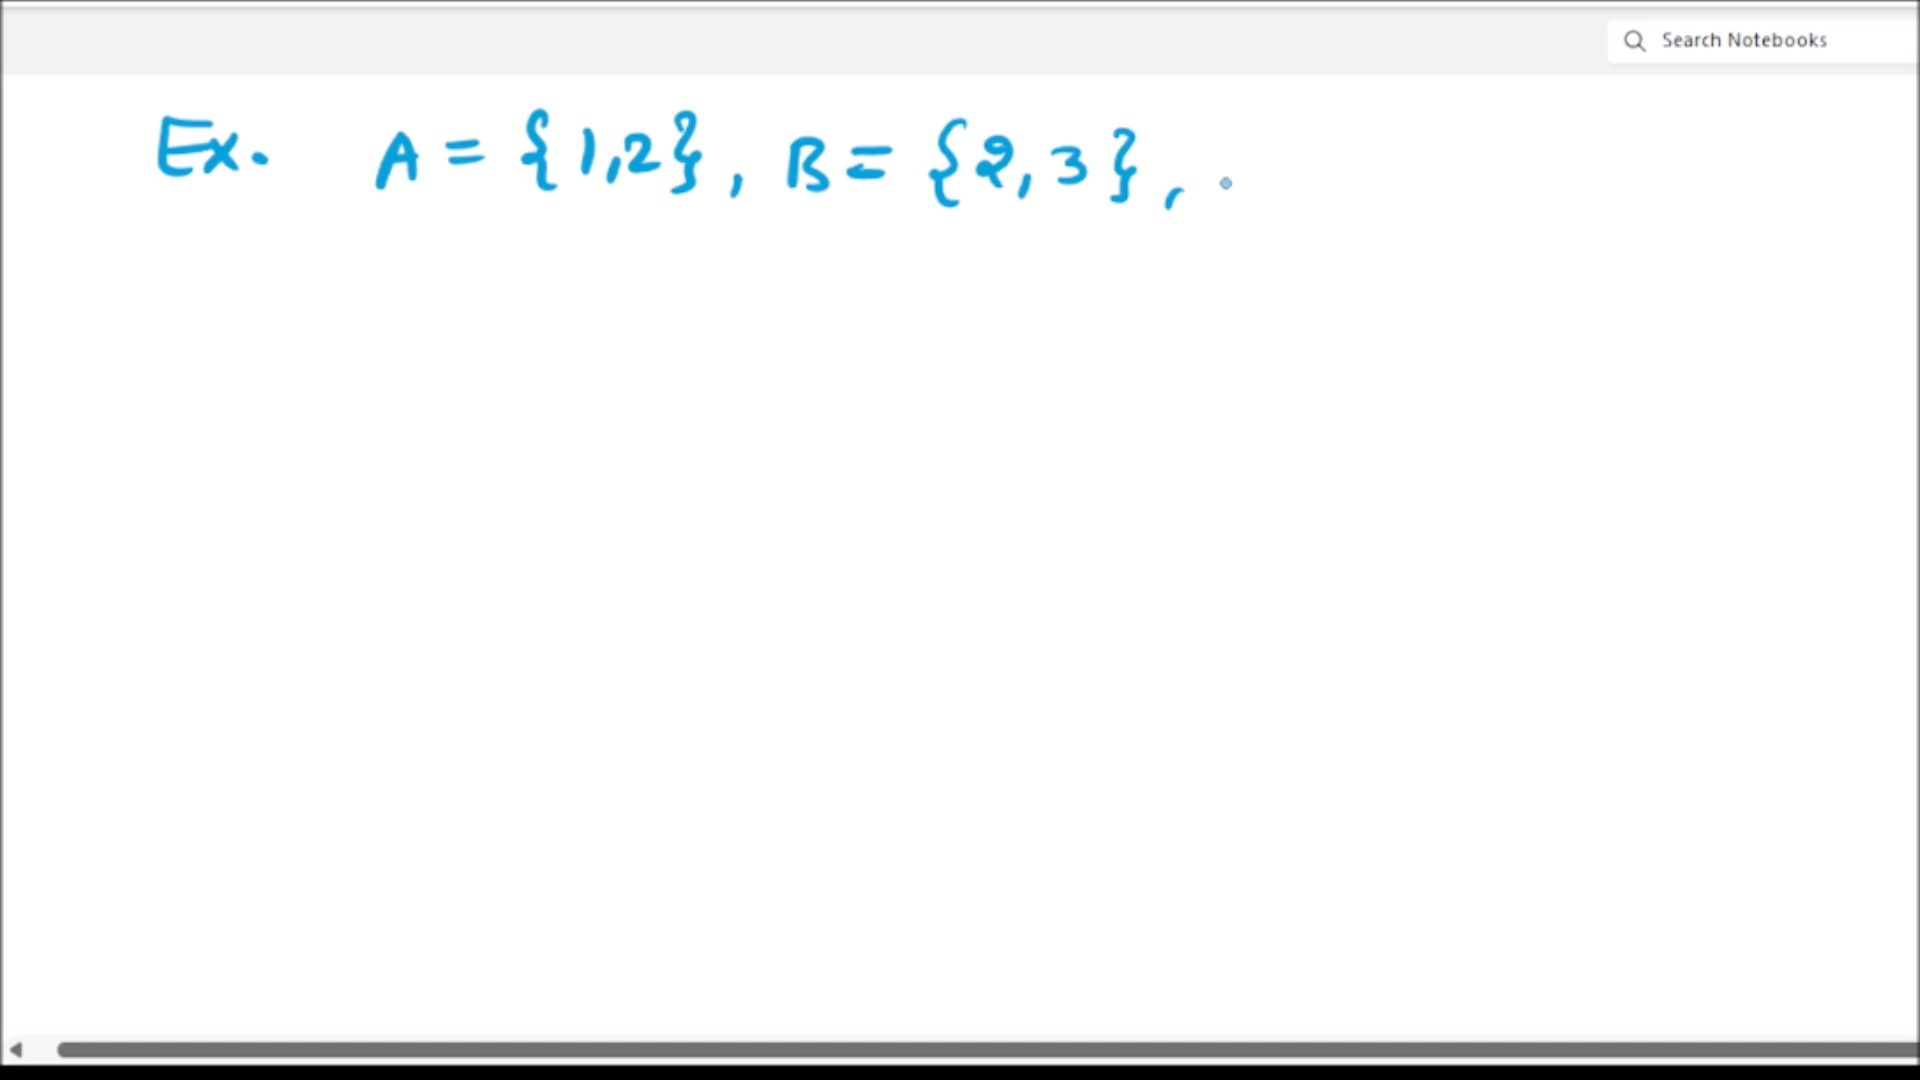 Search Notebooks
Ex. A = {1,2}, B = {2,3},